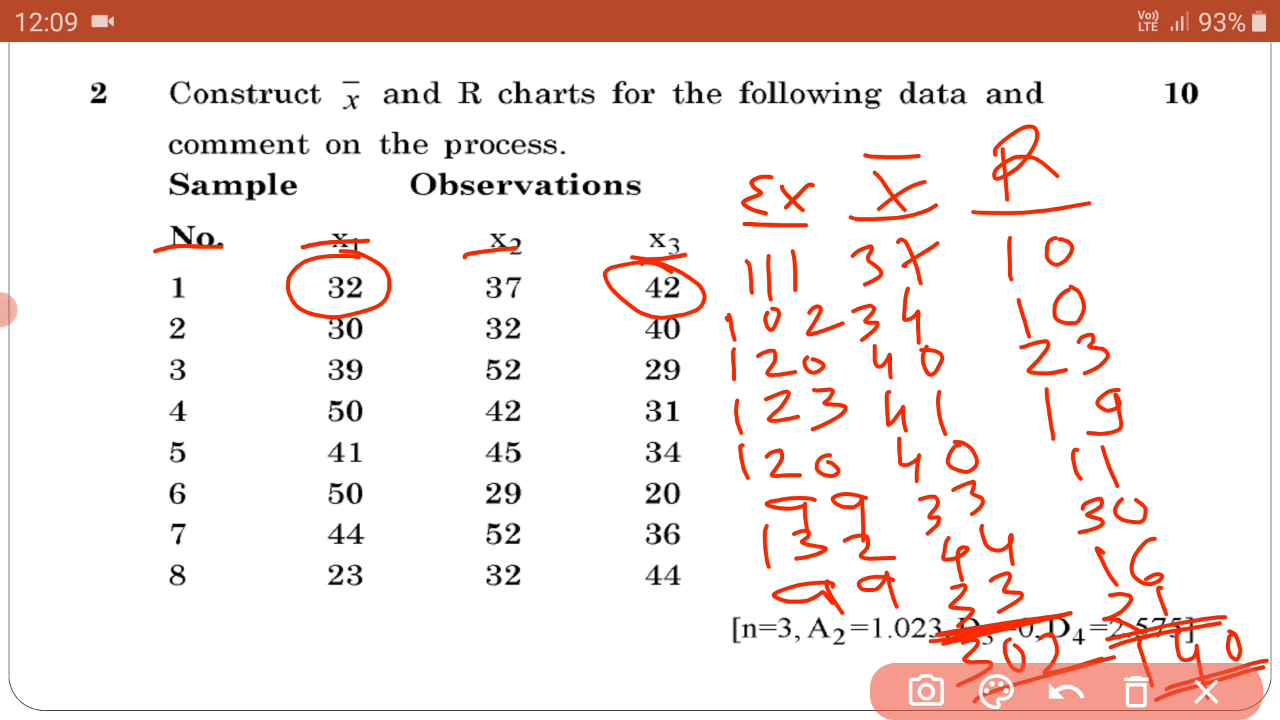 12:09 Vo)) LTE 93%
2 Construct x̄ and R charts for the following data and 10
comment on the process.
Sample Observations Σx x̄ R
No. x₁ x₂ x₃
1 32 37 42 111 37 10
2 30 32 40 102 34 10
3 39 52 29 120 40 23
4 50 42 31 123 41 19
5 41 45 34 120 40 11
6 50 29 20 99 33 30
7 44 52 36 132 44 16
8 23 32 44 99 33 21
[n=3, A₂=1.023, D₃=0, D₄=2.575]
302 140